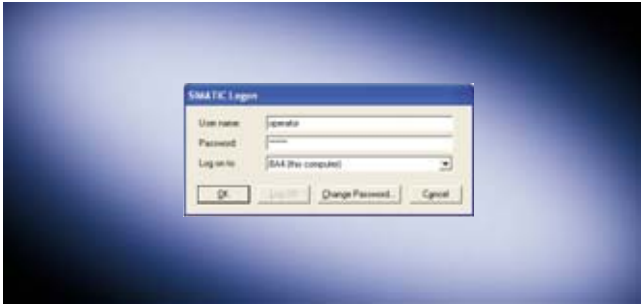 SIMATIC Logon
User name: operator
Password:
Log on to: BA4 (this computer)
OK Log Off Change Password... Cancel